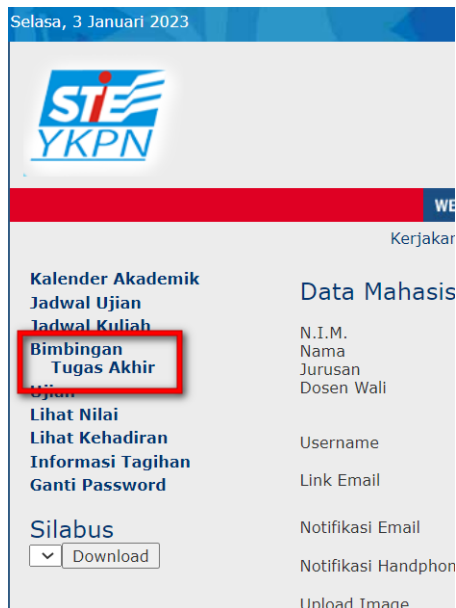 Selasa, 3 Januari 2023
STIE
YKPN
WE
Kerjakan
Kalender Akademik
Jadwal Ujian
Jadwal Kuliah
Bimbingan
Tugas Akhir
Ujian
Lihat Nilai
Lihat Kehadiran
Informasi Tagihan
Ganti Password
Silabus
Download
Data Mahasis
N.I.M.
Nama
Jurusan
Dosen Wali
Username
Link Email
Notifikasi Email
Notifikasi Handphon
Upload Image